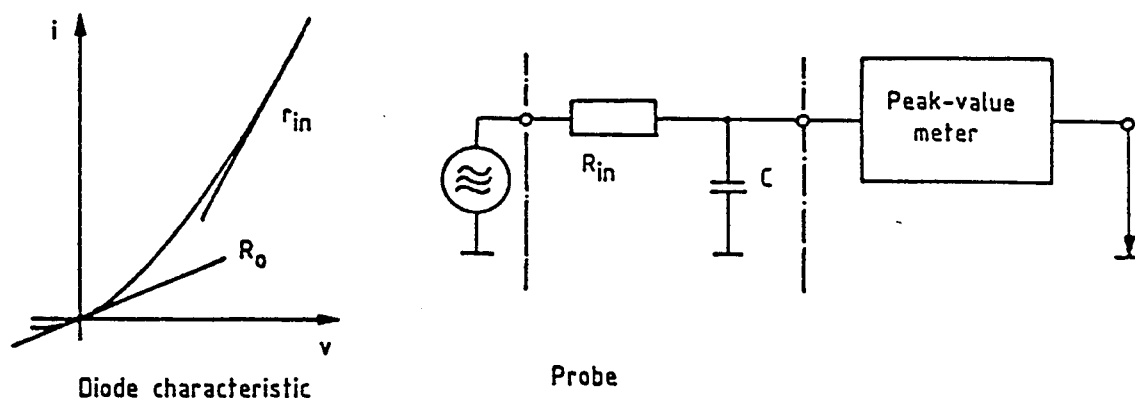 i
r_in
R_o
v
Diode characteristic
R_in
C
Peak-value
meter
Probe